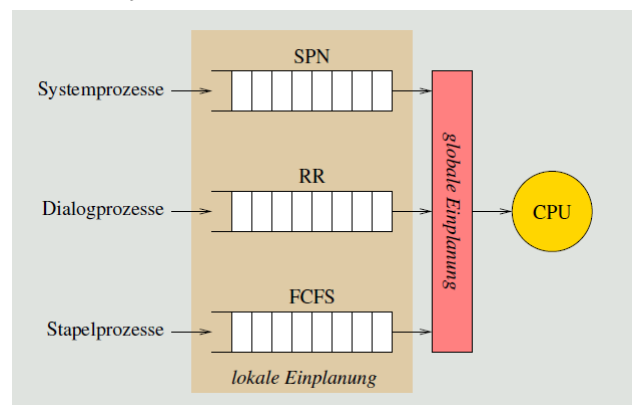 SPN
Systemprozesse
RR
Dialogprozesse
globale Einplanung
CPU
FCFS
Stapelprozesse
lokale Einplanung